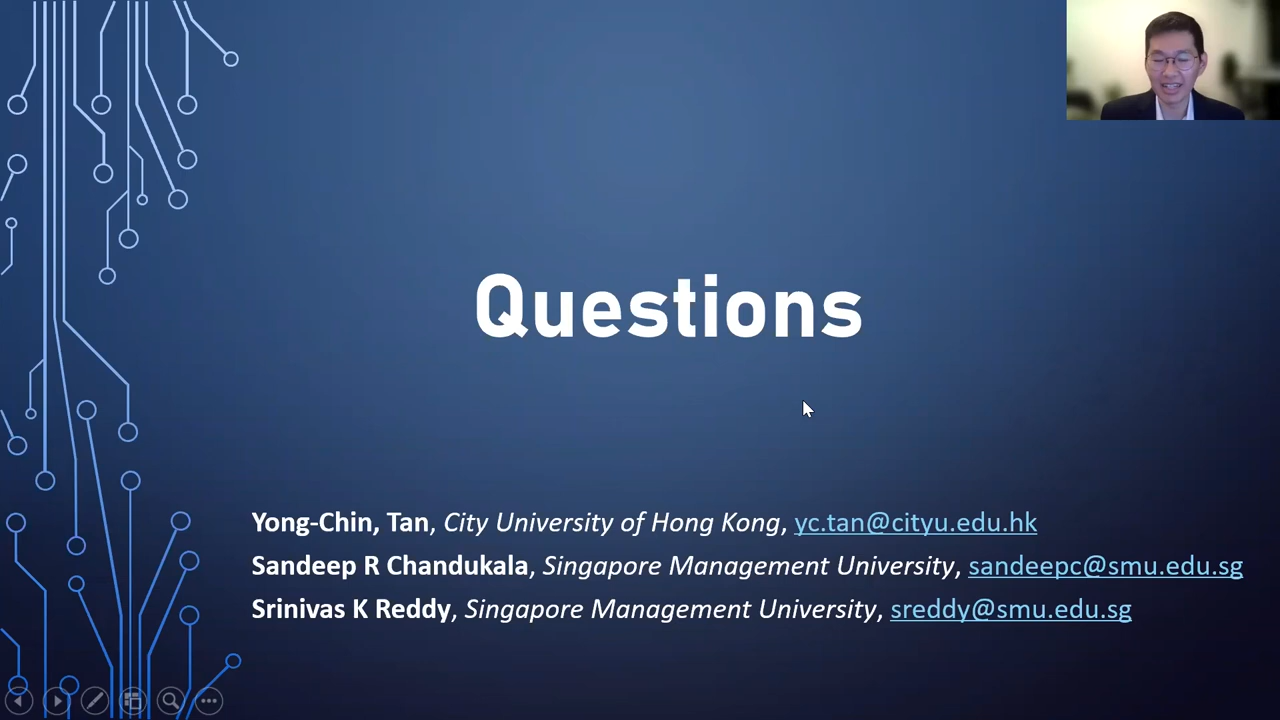 Questions
Yong-Chin, Tan, City University of Hong Kong, yc.tan@cityu.edu.hk
Sandeep R Chandukala, Singapore Management University, sandeepc@smu.edu.sg
Srinivas K Reddy, Singapore Management University, sreddy@smu.edu.sg